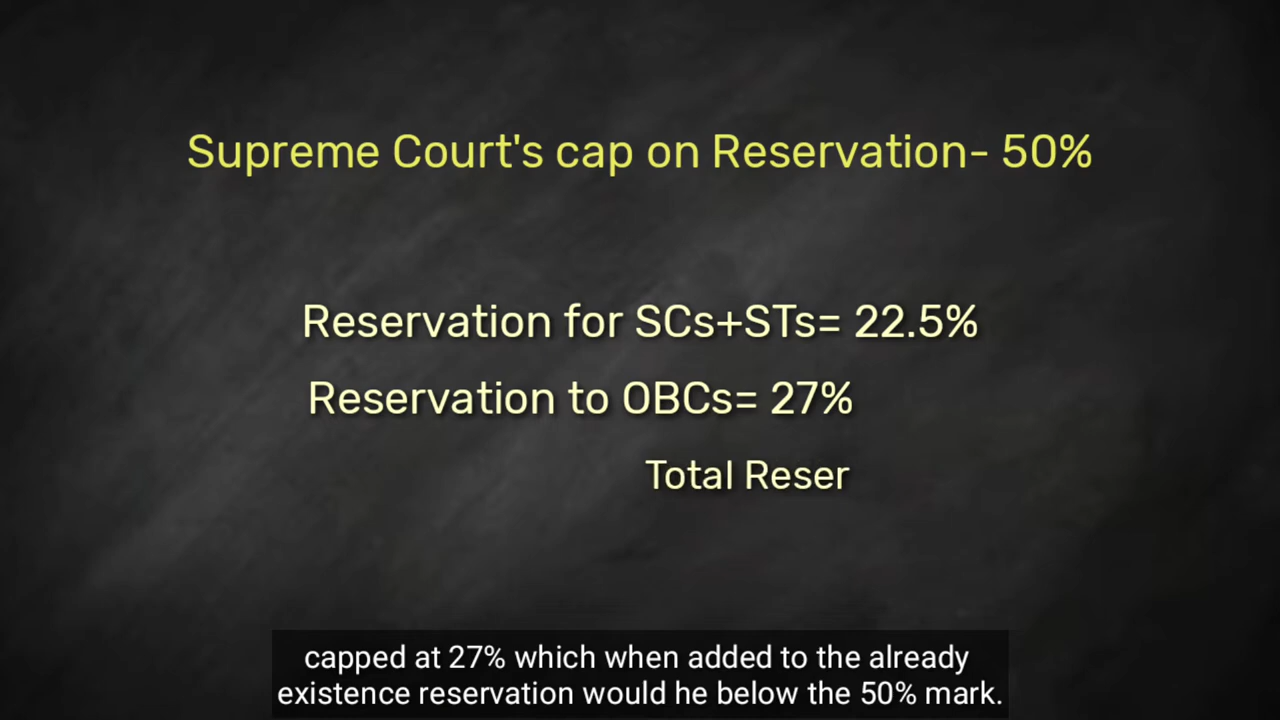 Supreme Court's cap on Reservation- 50%
Reservation for SCs+STs= 22.5%
Reservation to OBCs= 27%
Total Reser
capped at 27% which when added to the already
existence reservation would he below the 50% mark.